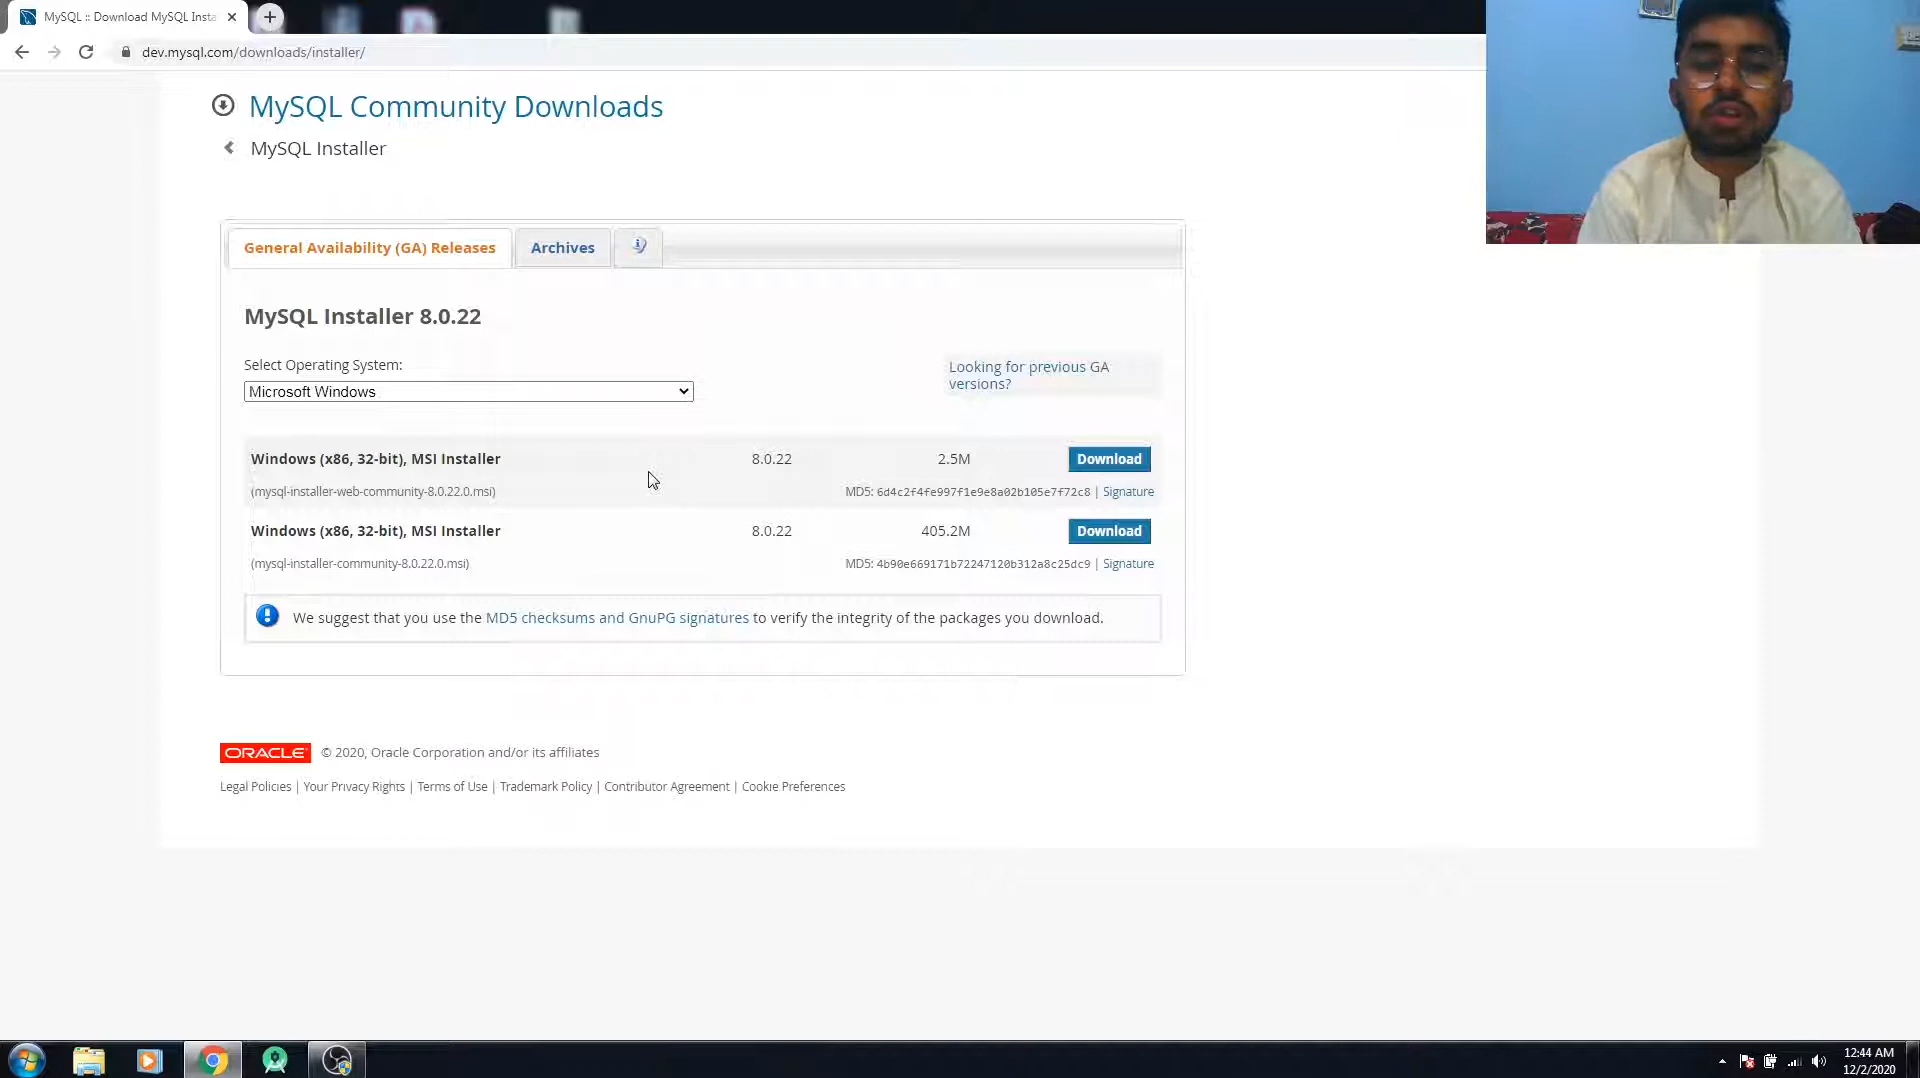 MySQL :: Download MySQL Insta
dev.mysql.com/downloads/installer/
MySQL Community Downloads
MySQL Installer
General Availability (GA) Releases
Archives
MySQL Installer 8.0.22
Select Operating System:
Microsoft Windows
Looking for previous GA
versions?
Windows (x86, 32-bit), MSI Installer 8.0.22 2.5M Download
(mysql-installer-web-community-8.0.22.0.msi) MD5: 6d4c2f4fe997f1e9e8a02b105e7f72c8 | Signature
Windows (x86, 32-bit), MSI Installer 8.0.22 405.2M Download
(mysql-installer-community-8.0.22.0.msi) MD5: 4b90e669171b72247120b312a8c25dc9 | Signature
We suggest that you use the MD5 checksums and GnuPG signatures to verify the integrity of the packages you download.
ORACLE © 2020, Oracle Corporation and/or its affiliates
Legal Policies | Your Privacy Rights | Terms of Use | Trademark Policy | Contributor Agreement | Cookie Preferences
12:44 AM
12/2/2020